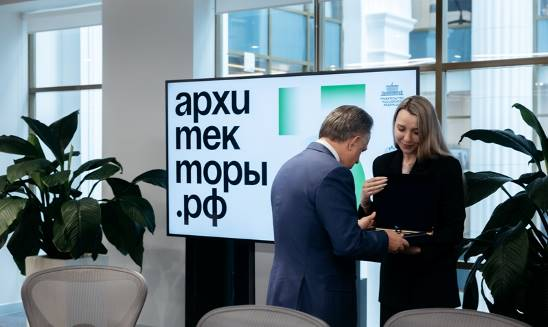 архи
тек
торы
.рф